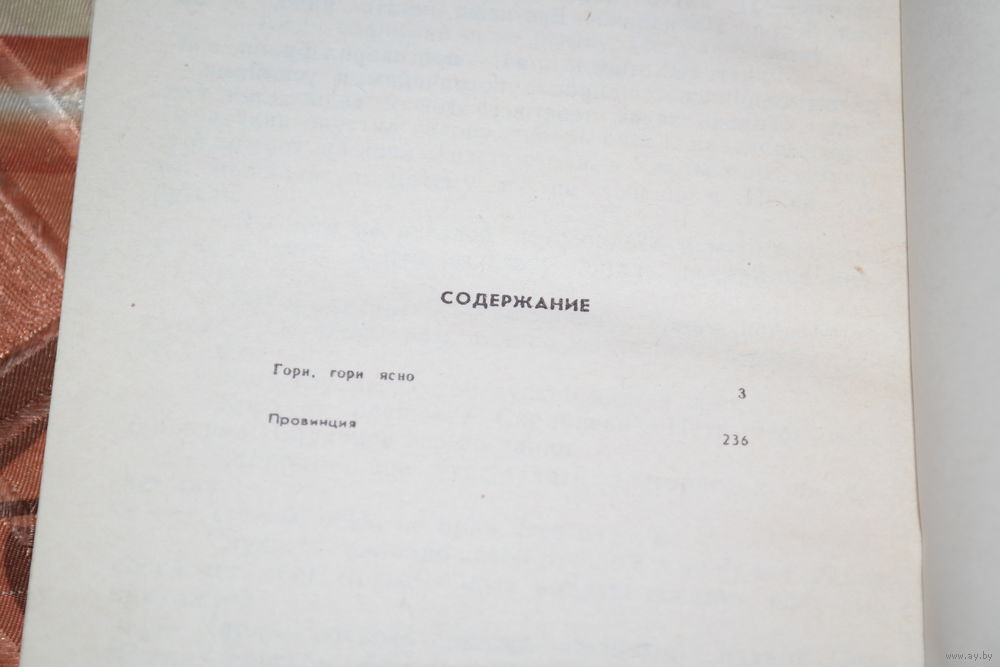 СОДЕРЖАНИЕ
Гори, гори ясно 3
Провинция 236
www.ay.by